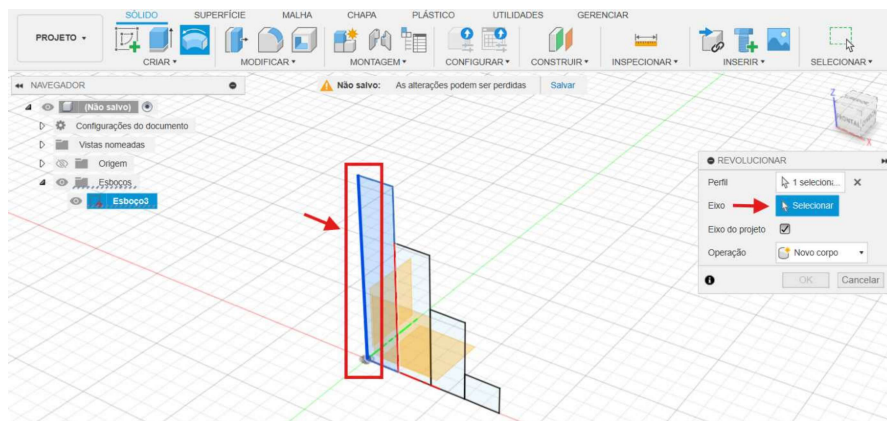 SÓLIDO SUPERFÍCIE MALHA CHAPA PLÁSTICO UTILIDADES GERENCIAR
PROJETO
CRIAR MODIFICAR MONTAGEM CONFIGURAR CONSTRUIR INSPECIONAR INSERIR SELECIONAR
NAVEGADOR
Não salvo: As alterações podem ser perdidas Salvar
(Não salvo)
Configurações do documento
Vistas nomeadas
Origem
Esboços
Esboço3
Z
FRONTAL
X
REVOLUCIONAR
Perfil 1 seleciona...
Eixo Selecionar
Eixo do projeto
Operação Novo corpo
OK Cancelar